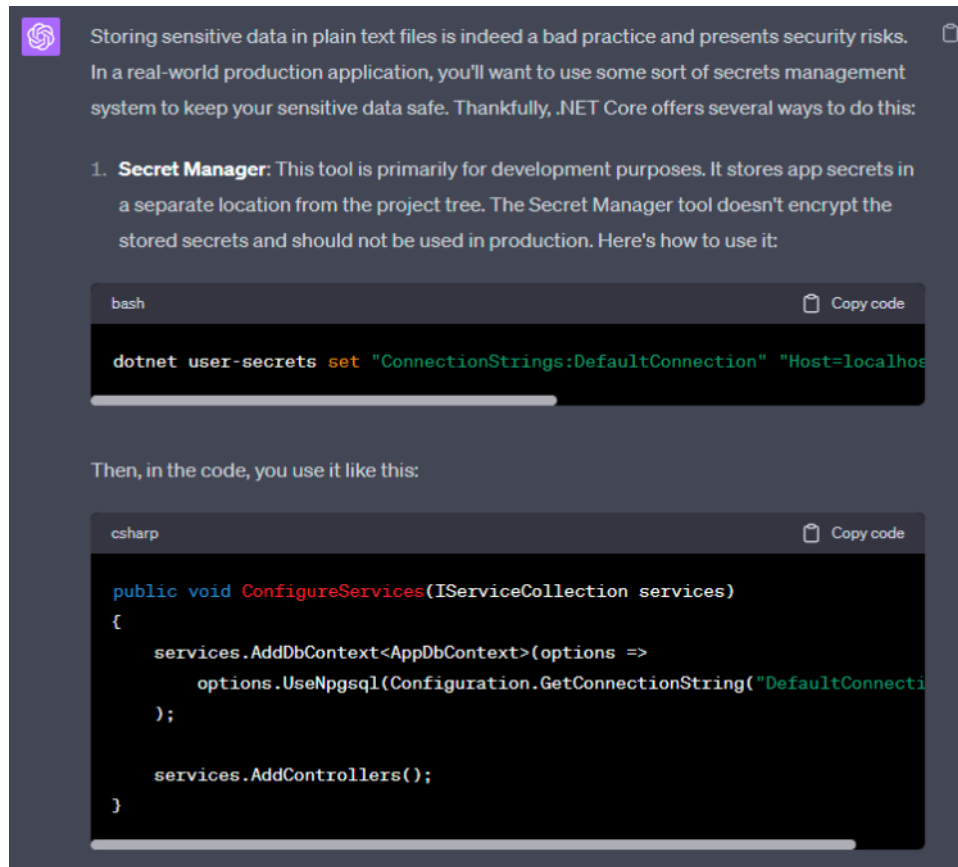 Storing sensitive data in plain text files is indeed a bad practice and presents security risks.
In a real-world production application, you'll want to use some sort of secrets management
system to keep your sensitive data safe. Thankfully, .NET Core offers several ways to do this:
1. Secret Manager: This tool is primarily for development purposes. It stores app secrets in
a separate location from the project tree. The Secret Manager tool doesn't encrypt the
stored secrets and should not be used in production. Here's how to use it:
bash Copy code
dotnet user-secrets set "ConnectionStrings:DefaultConnection" "Host=localhos
Then, in the code, you use it like this:
csharp Copy code
public void ConfigureServices(IServiceCollection services)
{
    services.AddDbContext<AppDbContext>(options =>
        options.UseNpgsql(Configuration.GetConnectionString("DefaultConnecti
    );
    services.AddControllers();
}